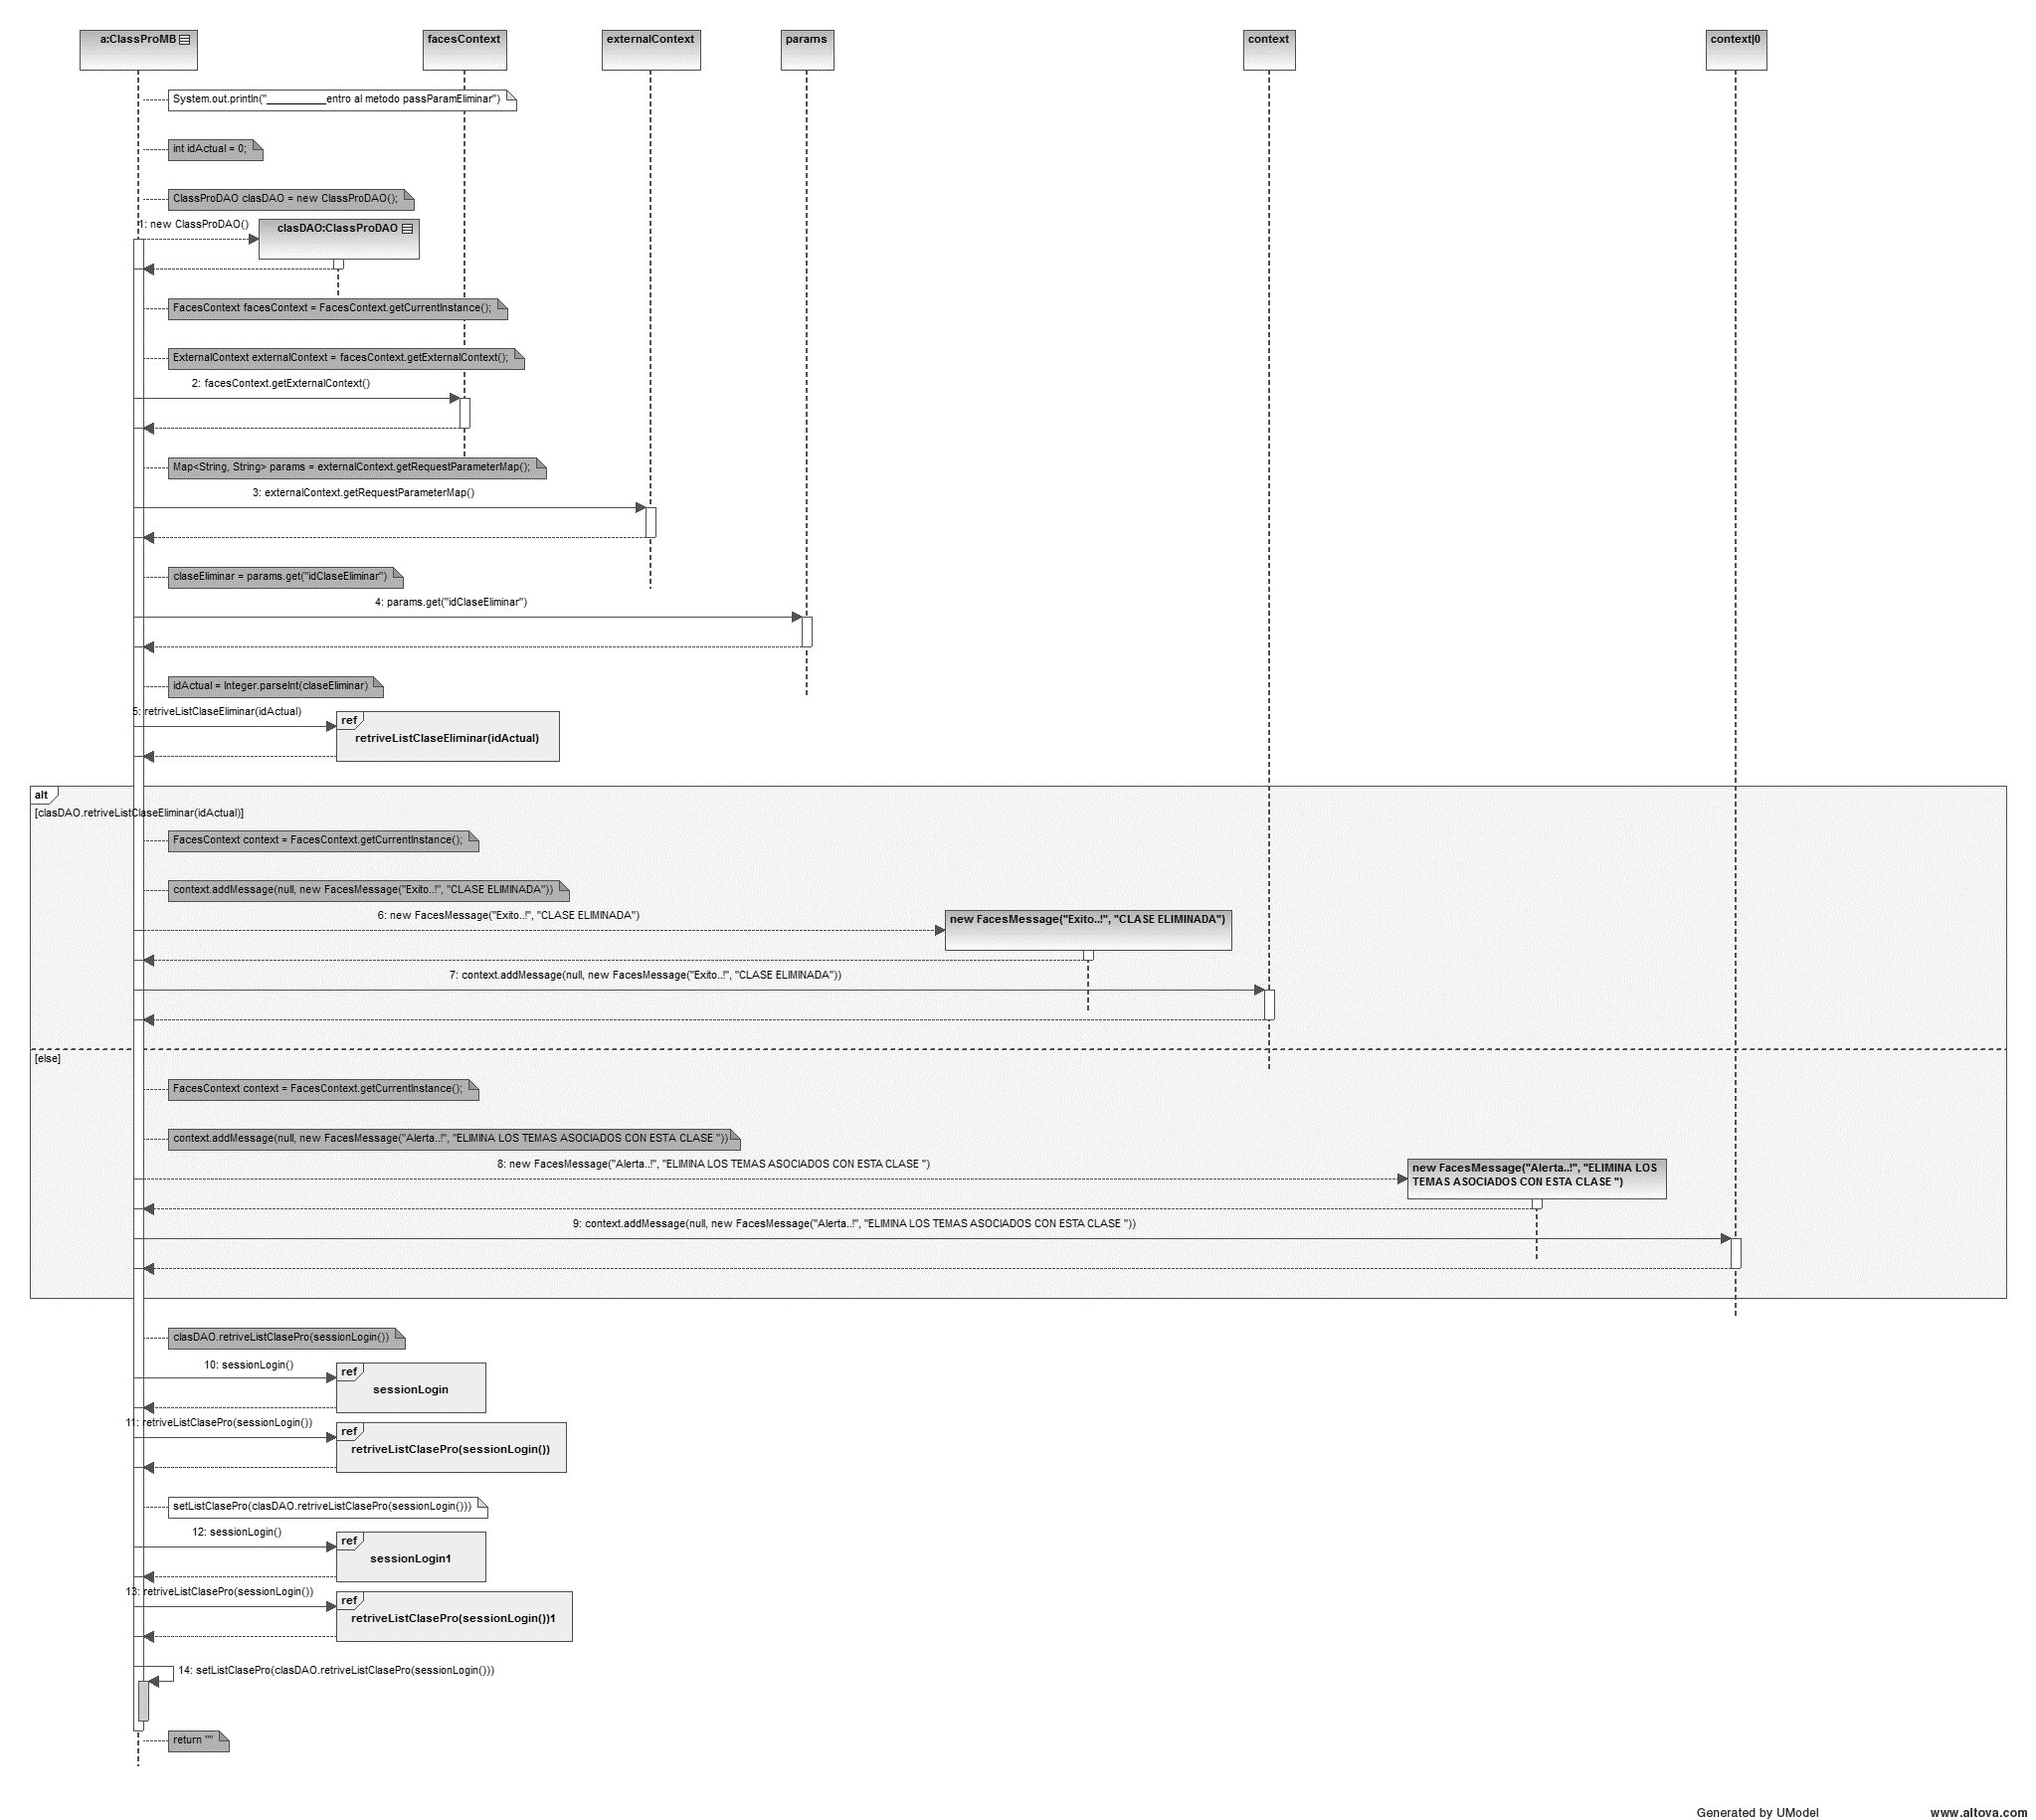 a:ClassProMB
facesContext
externalContext
params
context
context|0
System.out.println("____________entro al metodo passParamEliminar")
int idActual = 0;
ClassProDAO clasDAO = new ClassProDAO();
1: new ClassProDAO()
clasDAO:ClassProDAO
FacesContext facesContext = FacesContext.getCurrentInstance();
ExternalContext externalContext = facesContext.getExternalContext();
2: facesContext.getExternalContext()
Map<String, String> params = externalContext.getRequestParameterMap();
3: externalContext.getRequestParameterMap()
claseEliminar = params.get("idClaseEliminar")
4: params.get("idClaseEliminar")
idActual = Integer.parseInt(claseEliminar)
5: retriveListClaseEliminar(idActual)
ref
retriveListClaseEliminar(idActual)
alt
[clasDAO.retriveListClaseEliminar(idActual)]
FacesContext context = FacesContext.getCurrentInstance();
context.addMessage(null, new FacesMessage("Exito..!", "CLASE ELIMINADA"))
6: new FacesMessage("Exito..!", "CLASE ELIMINADA")
new FacesMessage("Exito..!", "CLASE ELIMINADA")
7: context.addMessage(null, new FacesMessage("Exito..!", "CLASE ELIMINADA"))
[else]
FacesContext context = FacesContext.getCurrentInstance();
context.addMessage(null, new FacesMessage("Alerta..!", "ELIMINA LOS TEMAS ASOCIADOS CON ESTA CLASE "))
8: new FacesMessage("Alerta..!", "ELIMINA LOS TEMAS ASOCIADOS CON ESTA CLASE ")
new FacesMessage("Alerta..!", "ELIMINA LOS
TEMAS ASOCIADOS CON ESTA CLASE ")
9: context.addMessage(null, new FacesMessage("Alerta..!", "ELIMINA LOS TEMAS ASOCIADOS CON ESTA CLASE "))
clasDAO.retriveListClasePro(sessionLogin())
10: sessionLogin()
ref
sessionLogin
11: retriveListClasePro(sessionLogin())
ref
retriveListClasePro(sessionLogin())
setListClasePro(clasDAO.retriveListClasePro(sessionLogin()))
12: sessionLogin()
ref
sessionLogin1
13: retriveListClasePro(sessionLogin())
ref
retriveListClasePro(sessionLogin())1
14: setListClasePro(clasDAO.retriveListClasePro(sessionLogin()))
return ""
Generated by UModel
www.altova.com